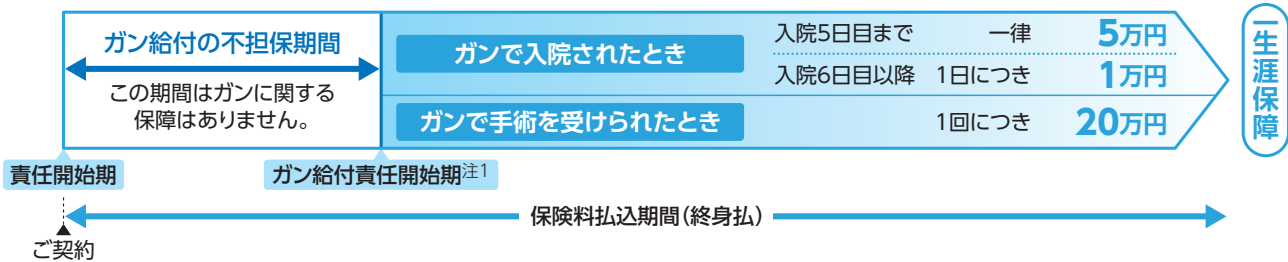 ガン給付の不担保期間
この期間はガンに関する
保障はありません。
ガンで入院されたとき
入院5日目まで 一律 5万円
入院6日目以降 1日につき 1万円
ガンで手術を受けられたとき
1回につき 20万円
一生涯保障
責任開始期
ガン給付責任開始期注1
保険料払込期間(終身払)
ご契約